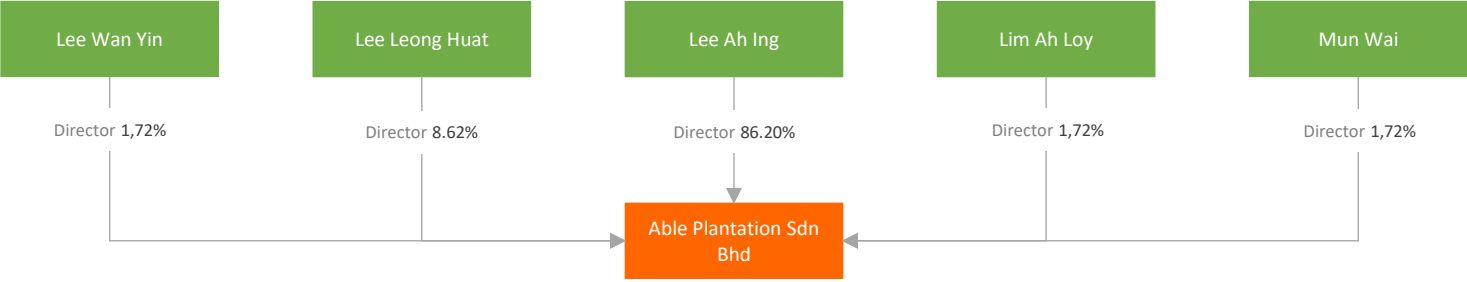 Lee Wan Yin
Lee Leong Huat
Lee Ah Ing
Lim Ah Loy
Mun Wai
Director 1,72%
Director 8.62%
Director 86.20%
Director 1,72%
Director 1,72%
Able Plantation Sdn
Bhd